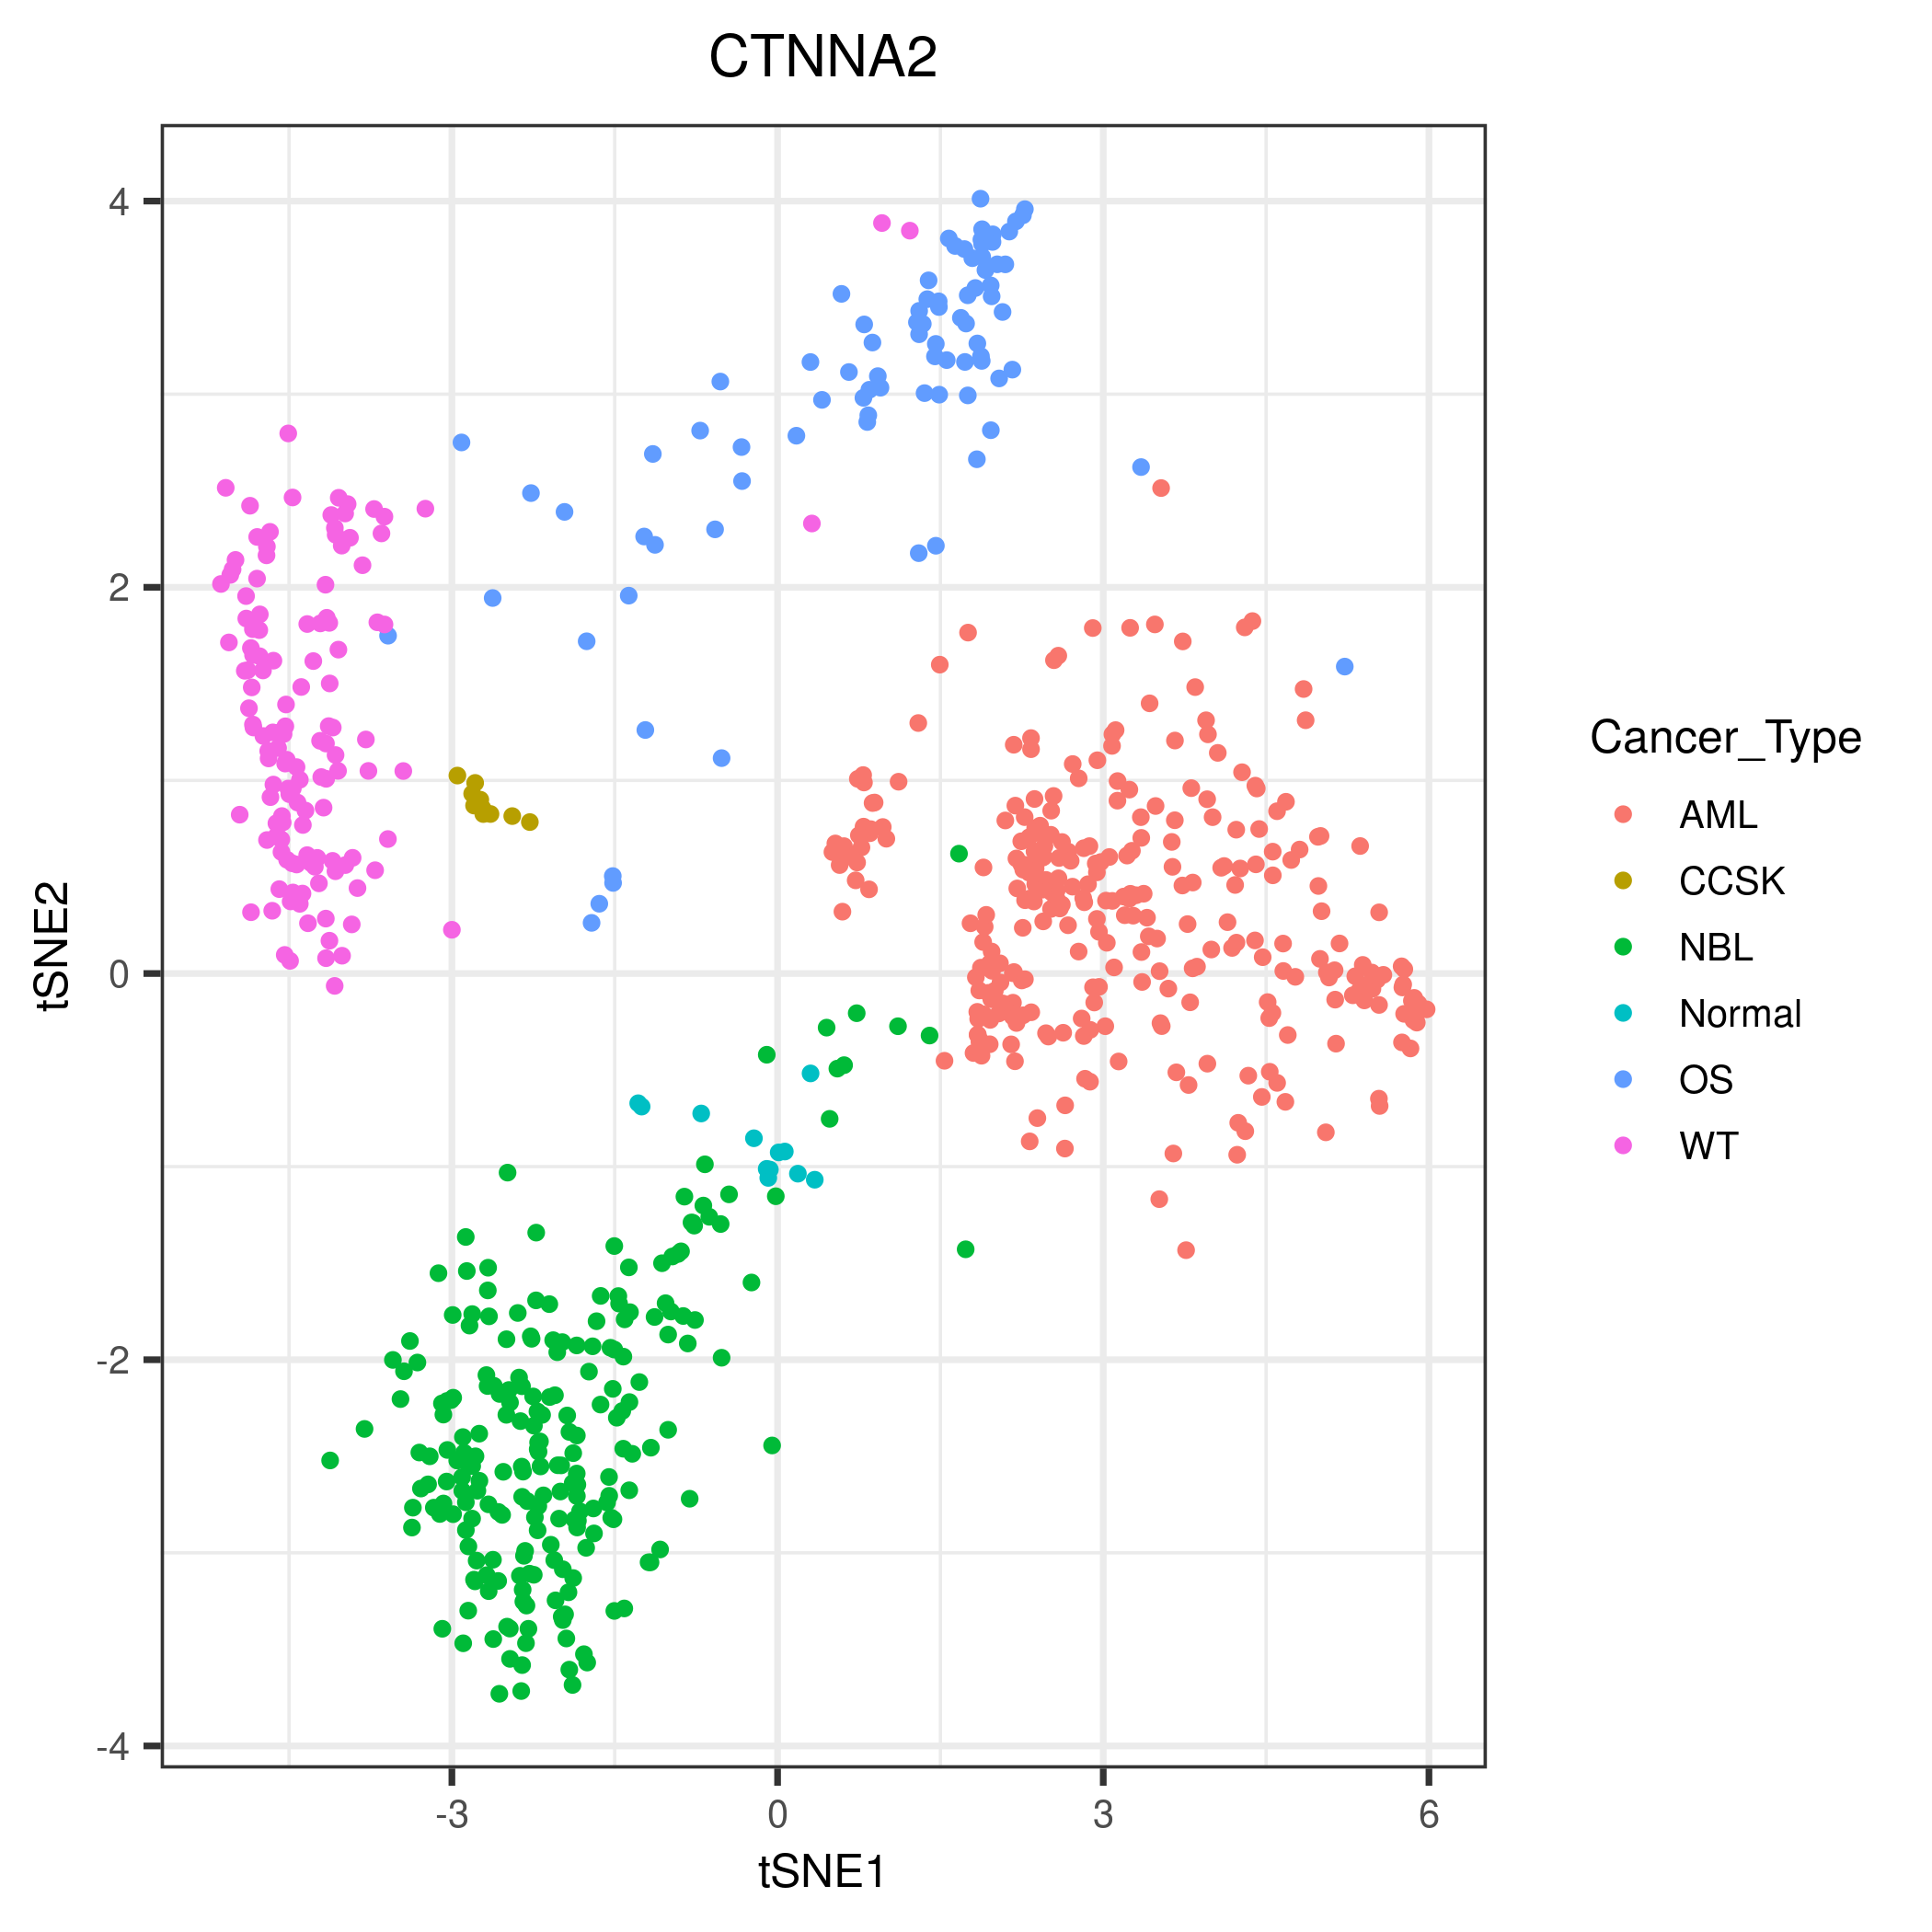 CTNNA2
4
2
0
-2
-4
tSNE2
-3
0
3
6
tSNE1
Cancer_Type
AML
CCSK
NBL
Normal
OS
WT